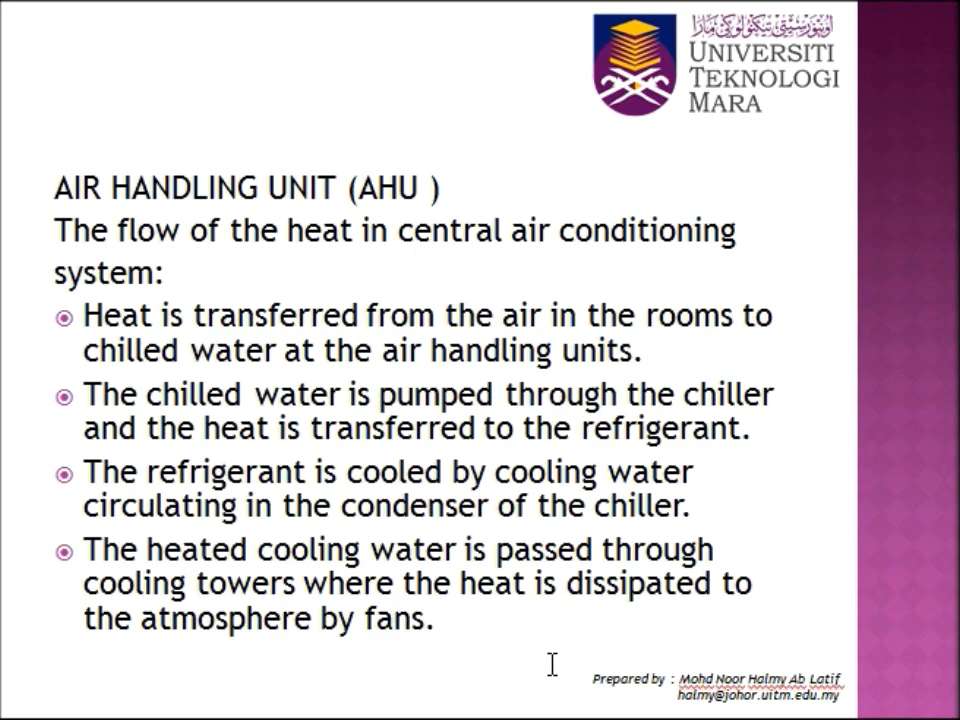 اونيۏرسيتي تيكنولوڬي مارا
UNIVERSITI
TEKNOLOGI
MARA
AIR HANDLING UNIT (AHU )
The flow of the heat in central air conditioning
system:
Heat is transferred from the air in the rooms to
chilled water at the air handling units.
The chilled water is pumped through the chiller
and the heat is transferred to the refrigerant.
The refrigerant is cooled by cooling water
circulating in the condenser of the chiller.
The heated cooling water is passed through
cooling towers where the heat is dissipated to
the atmosphere by fans.
Prepared by : Mohd Noor Halmy Ab Latif
halmy@johor.uitm.edu.my